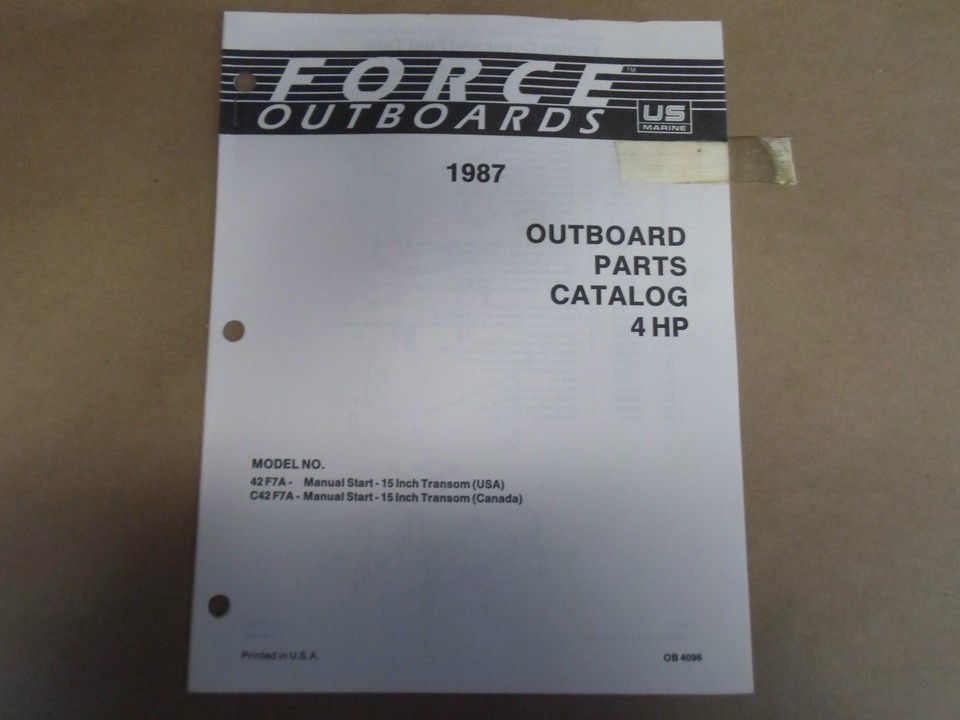 FORCE™
OUTBOARDS
US
MARINE
1987
OUTBOARD
PARTS
CATALOG
4 HP
MODEL NO.
42 F7A - Manual Start - 15 Inch Transom (USA)
C42 F7A - Manual Start - 15 Inch Transom (Canada)
Printed in U.S.A.
OB 4096